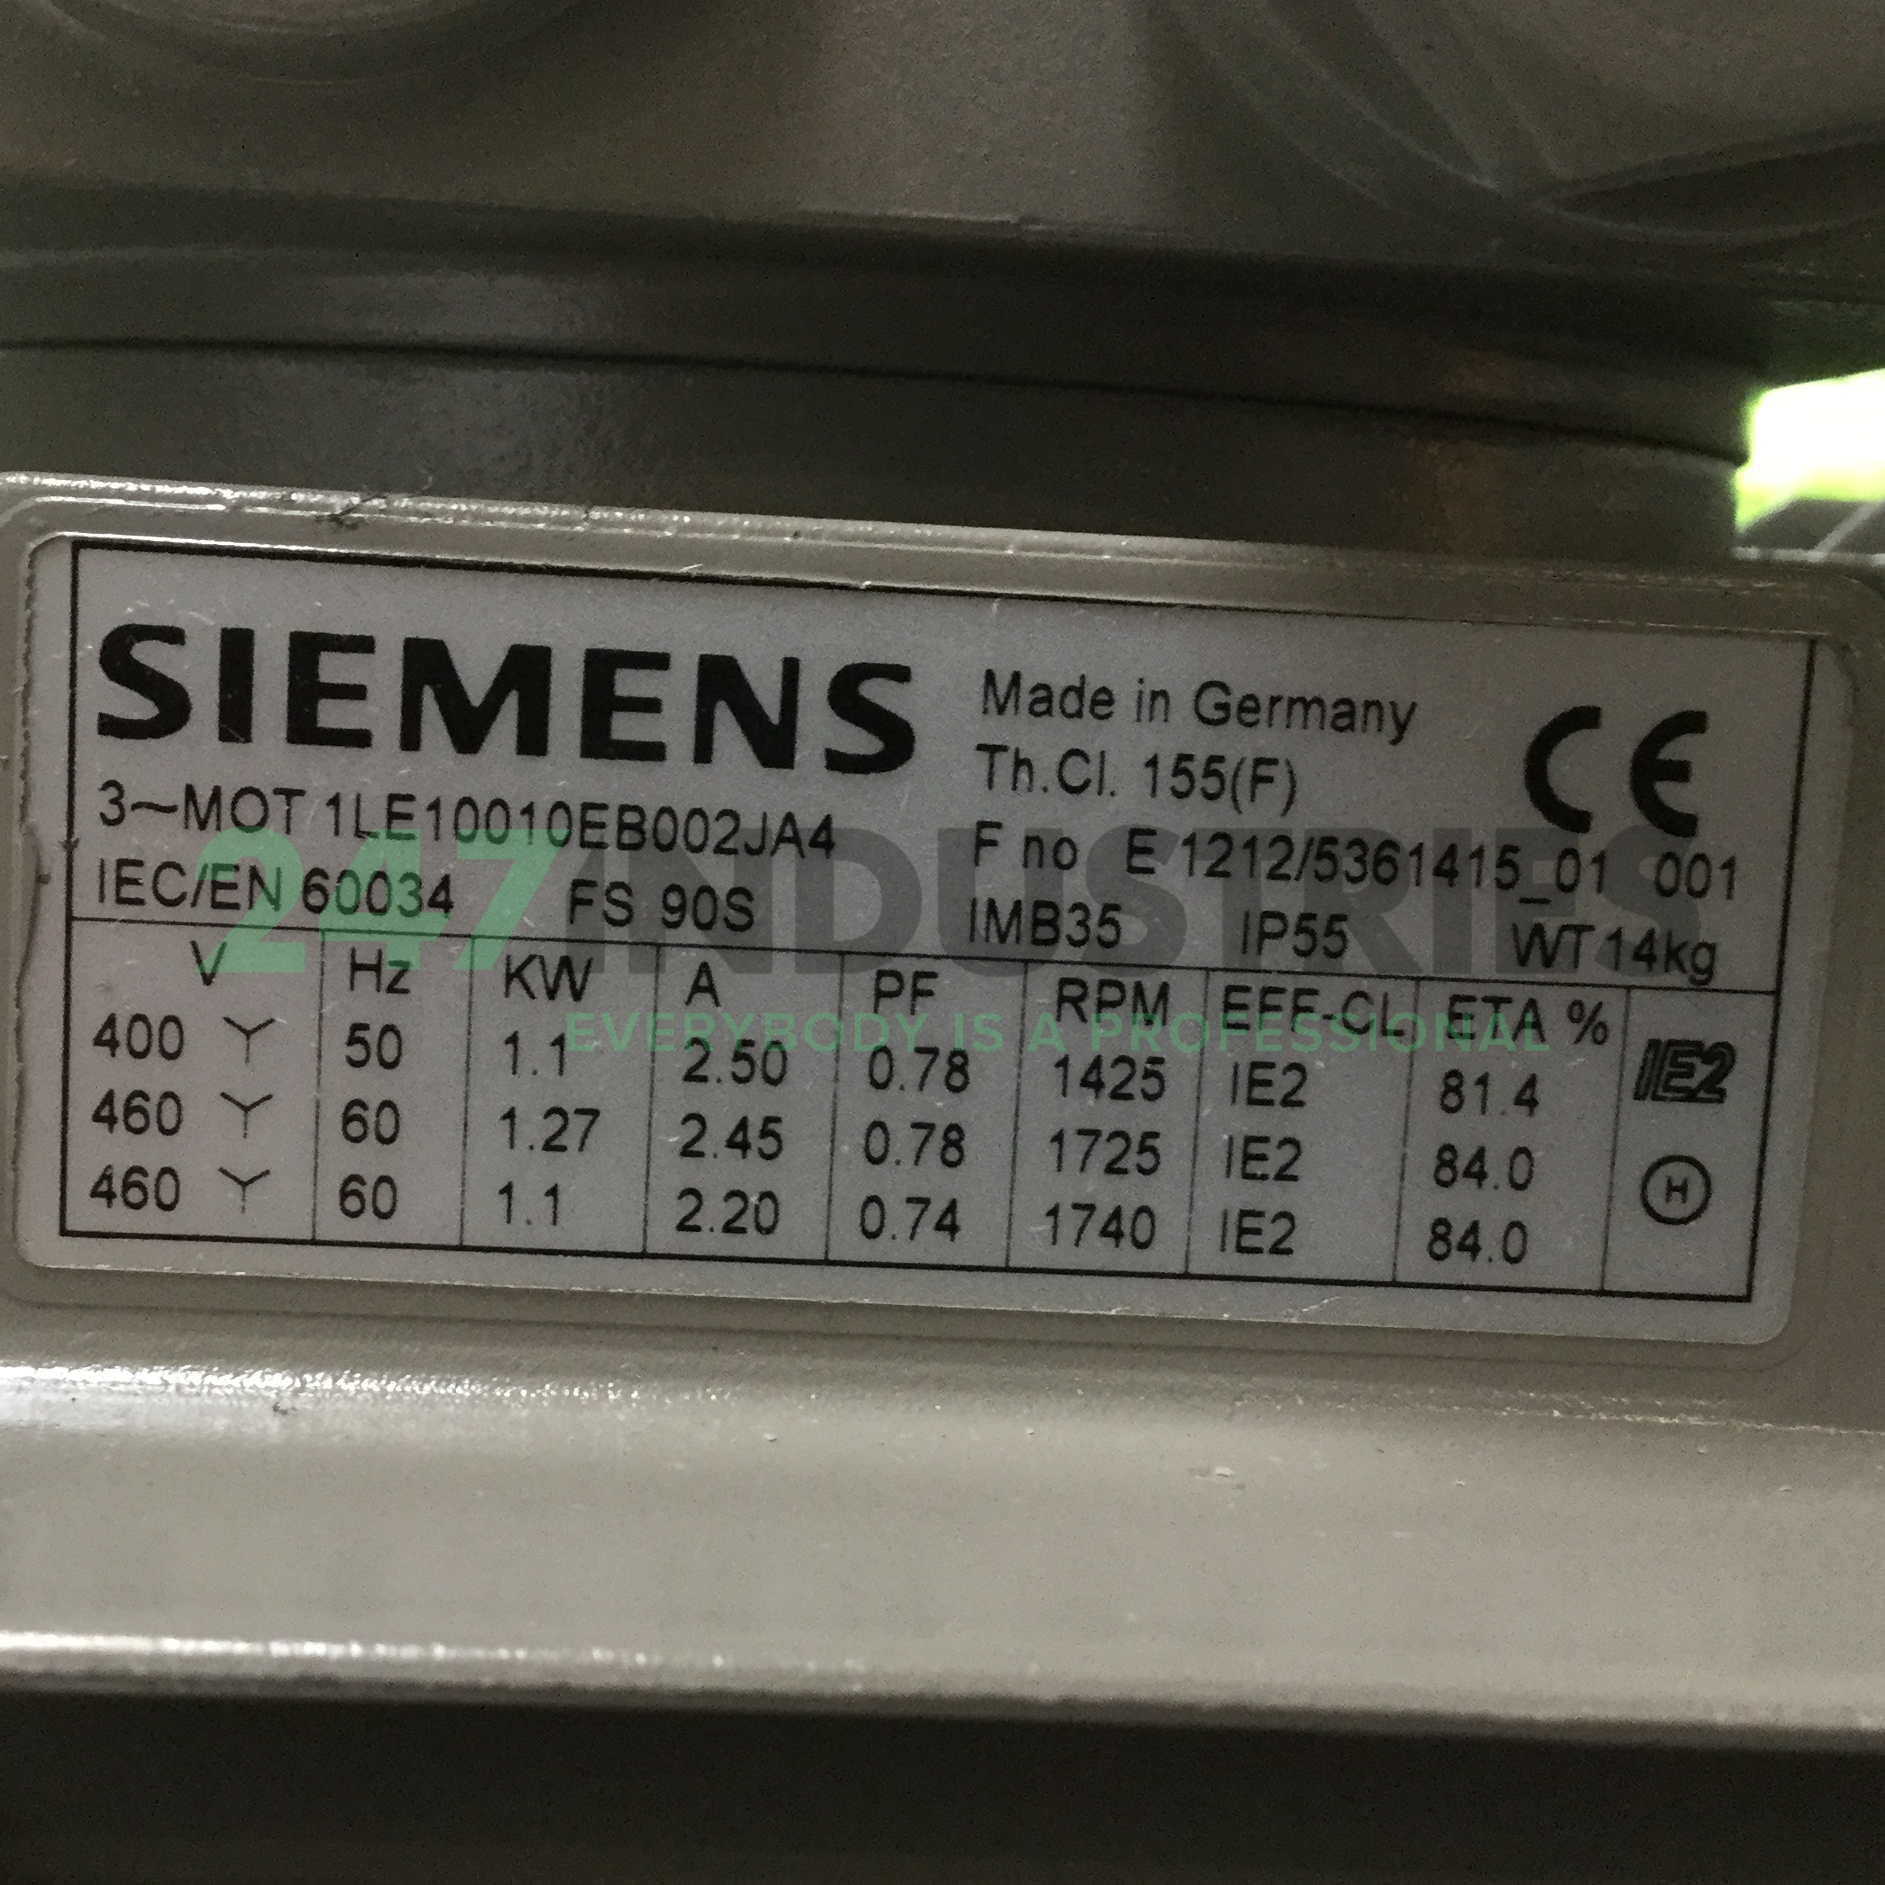 SIEMENS
Made in Germany
Th.Cl. 155(F)
CE
3~MOT 1LE10010EB002JA4
F no E 1212/5361415_01 001
IEC/EN 60034 FS 90S IMB35 IP55 WT 14kg
247INDUSTRIES
EVERYBODY IS A PROFESSIONAL
V Hz KW A PF RPM EFF-CL ETA %
400 Y 50 1.1 2.50 0.78 1425 IE2 81.4 IE2
460 Y 60 1.27 2.45 0.78 1725 IE2 84.0 H
460 Y 60 1.1 2.20 0.74 1740 IE2 84.0